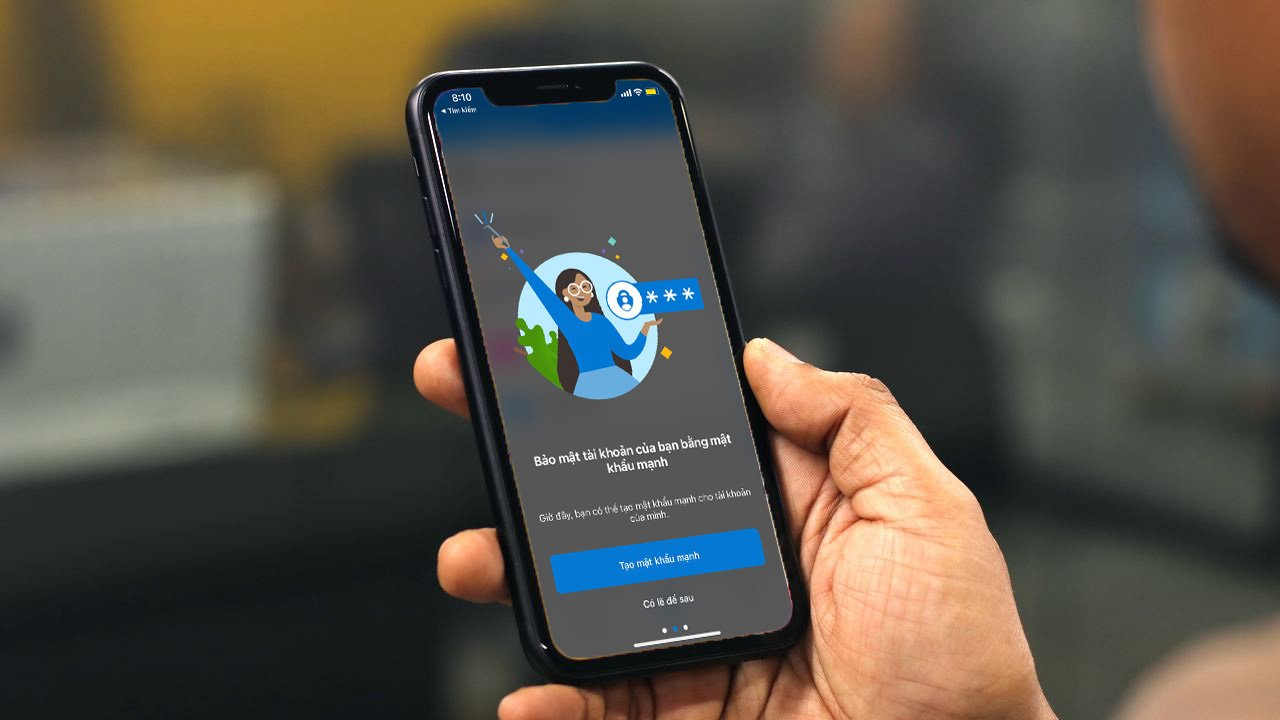 8:10
◀ Tìm kiếm
***
Bảo mật tài khoản của bạn bằng mật
khẩu mạnh
Giờ đây, bạn có thể tạo mật khẩu mạnh cho tài khoản
của mình.
Tạo mật khẩu mạnh
Có lẽ để sau